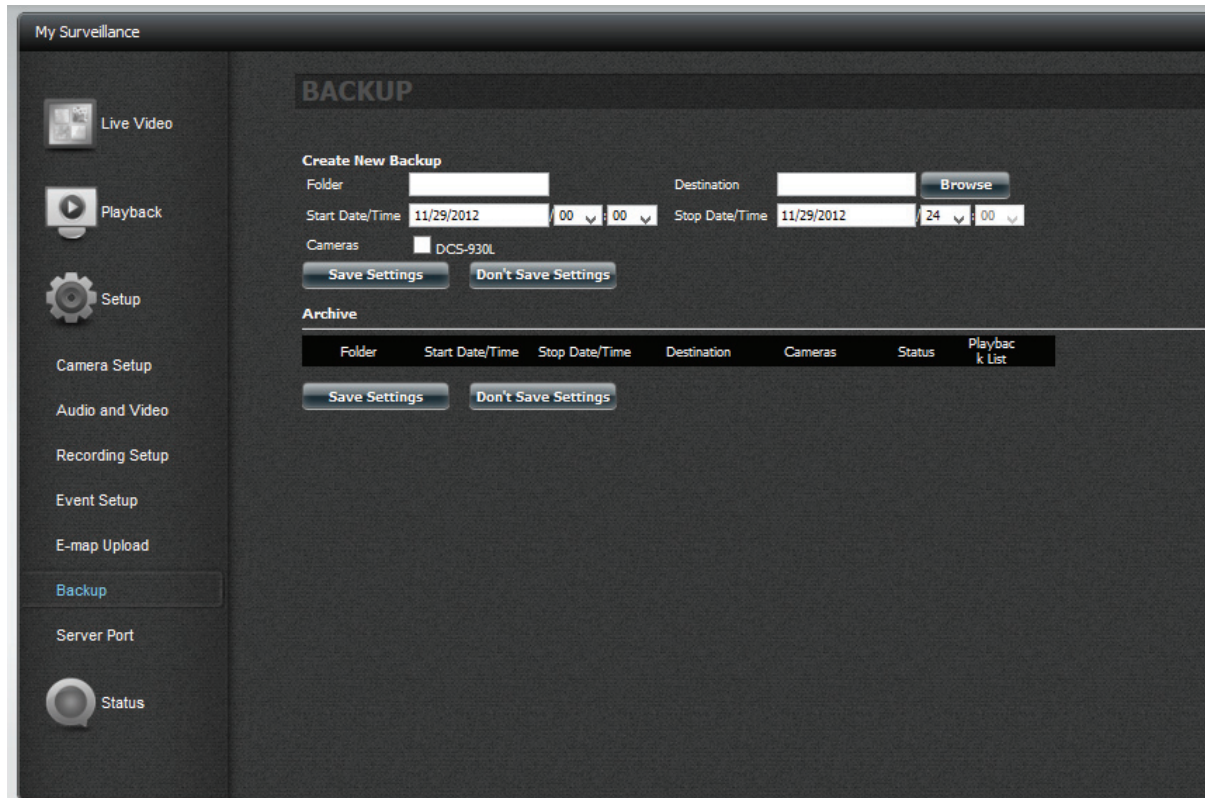 My Surveillance
Live Video
Playback
Setup
Camera Setup
Audio and Video
Recording Setup
Event Setup
E-map Upload
Backup
Server Port
Status
BACKUP
Create New Backup
Folder Destination Browse
Start Date/Time 11/29/2012 / 00 : 00 Stop Date/Time 11/29/2012 / 24 : 00
Cameras DCS-930L
Save Settings Don't Save Settings
Archive
Folder Start Date/Time Stop Date/Time Destination Cameras Status Playbac
k List
Save Settings Don't Save Settings